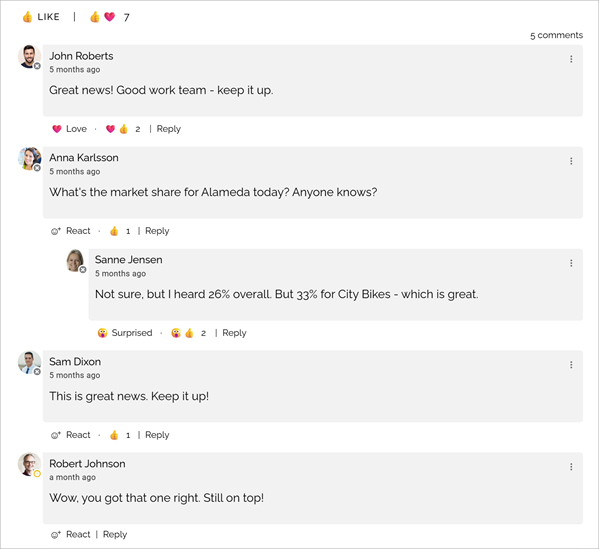 LIKE | 7
5 comments
John Roberts
5 months ago
Great news! Good work team - keep it up.
Love · 2 | Reply
Anna Karlsson
5 months ago
What's the market share for Alameda today? Anyone knows?
React · 1 | Reply
Sanne Jensen
5 months ago
Not sure, but I heard 26% overall. But 33% for City Bikes - which is great.
Surprised · 2 | Reply
Sam Dixon
5 months ago
This is great news. Keep it up!
React · 1 | Reply
Robert Johnson
a month ago
Wow, you got that one right. Still on top!
React | Reply